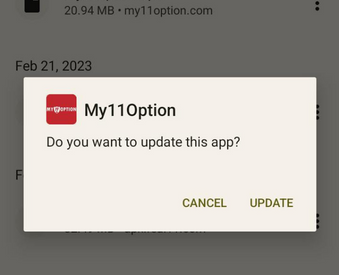 20.94 MB • my11option.com
Feb 21, 2023
MY11OPTION
My11Option
Do you want to update this app?
CANCEL
UPDATE
F